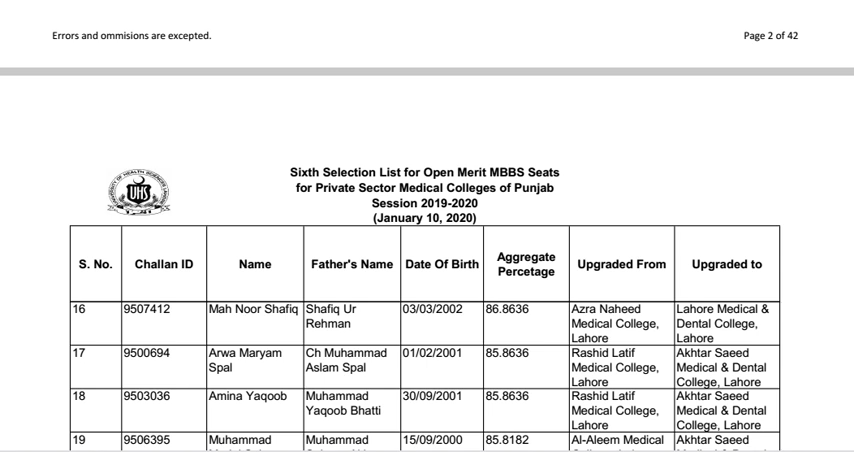 Errors and ommisions are excepted. Page 2 of 42
UHS
Sixth Selection List for Open Merit MBBS Seats
for Private Sector Medical Colleges of Punjab
Session 2019-2020
(January 10, 2020)
S. No. Challan ID Name Father's Name Date Of Birth Aggregate Percetage Upgraded From Upgraded to
16 9507412 Mah Noor Shafiq Shafiq Ur 03/03/2002 86.8636 Azra Naheed Lahore Medical &
Rehman Medical College, Dental College,
Lahore Lahore
17 9500694 Arwa Maryam Ch Muhammad 01/02/2001 85.8636 Rashid Latif Akhtar Saeed
Spal Aslam Spal Medical College, Medical & Dental
Lahore College, Lahore
18 9503036 Amina Yaqoob Muhammad 30/09/2001 85.8636 Rashid Latif Akhtar Saeed
Yaqoob Bhatti Medical College, Medical & Dental
Lahore College, Lahore
19 9506395 Muhammad Muhammad 15/09/2000 85.8182 Al-Aleem Medical Akhtar Saeed